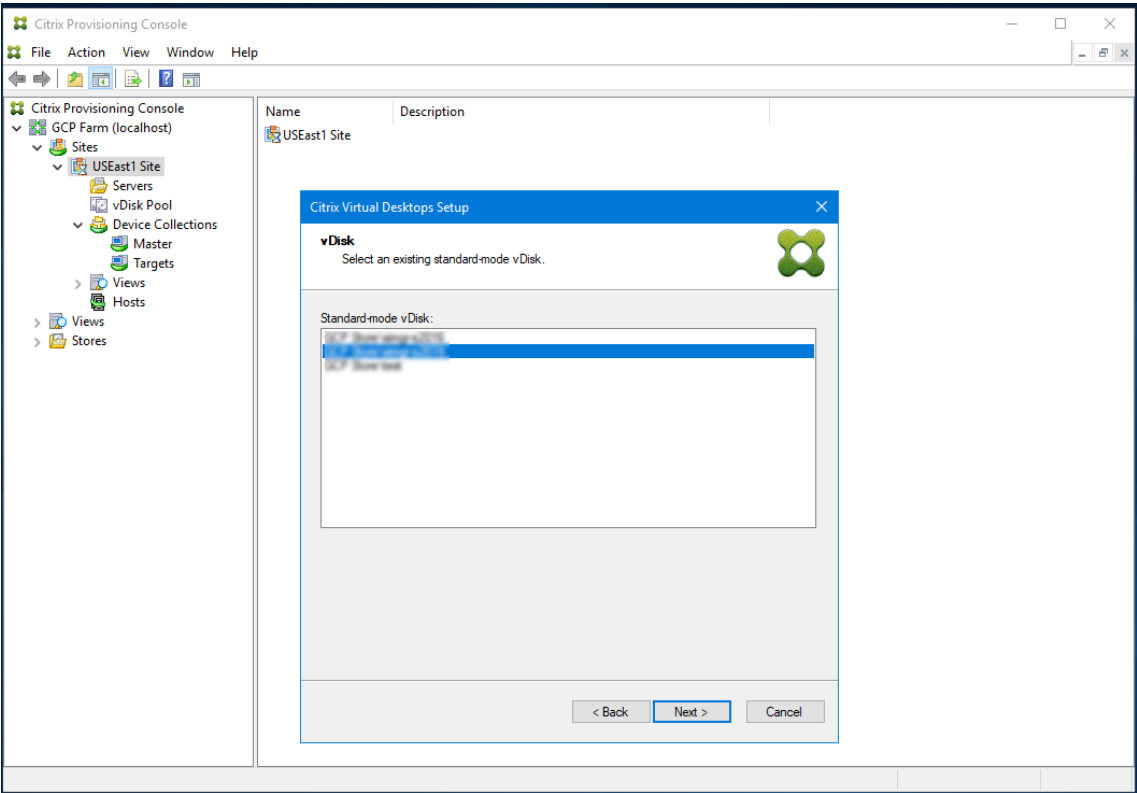 Citrix Provisioning Console
File Action View Window Help
Citrix Provisioning Console
GCP Farm (localhost)
Sites
USEast1 Site
Servers
vDisk Pool
Device Collections
Master
Targets
Views
Hosts
Views
Stores
Name Description
USEast1 Site
Citrix Virtual Desktops Setup
vDisk
Select an existing standard-mode vDisk.
Standard-mode vDisk:
< Back Next > Cancel